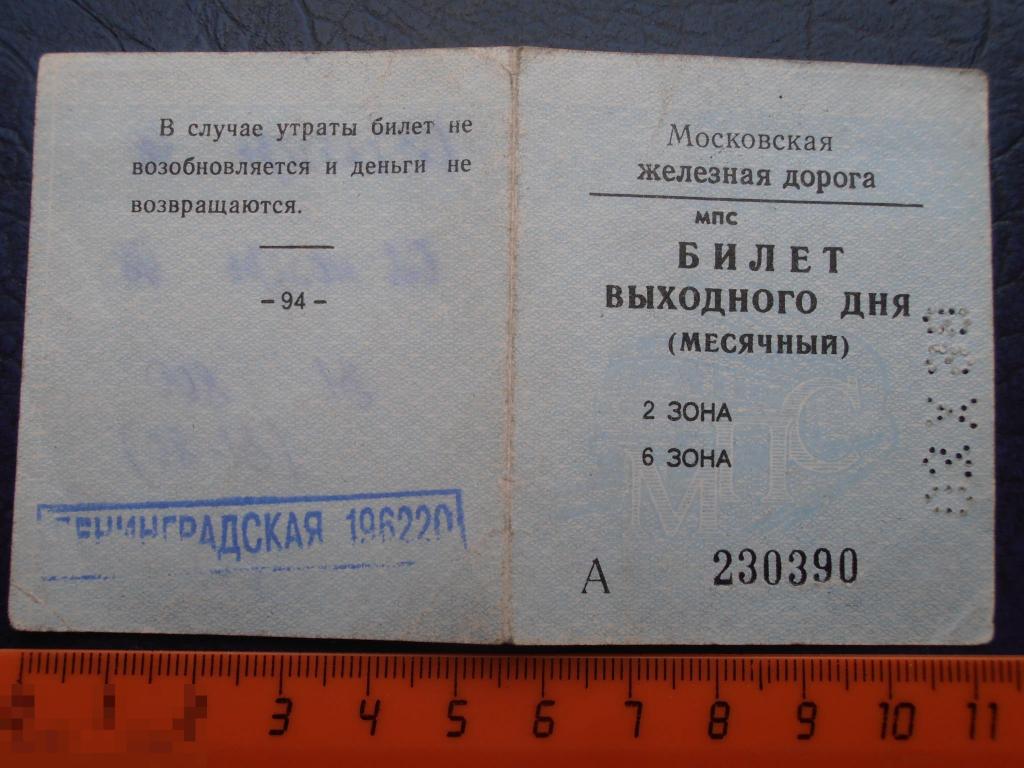 В случае утраты билет не
возобновляется и деньги не
возвращаются.
- 94 -
ЛЕНИНГРАДСКАЯ 196220
Московская
железная дорога
мпс
БИЛЕТ
ВЫХОДНОГО ДНЯ
(МЕСЯЧНЫЙ)
2 ЗОНА
6 ЗОНА
МПС
А 230390
3 4 5 6 7 8 9 10 11